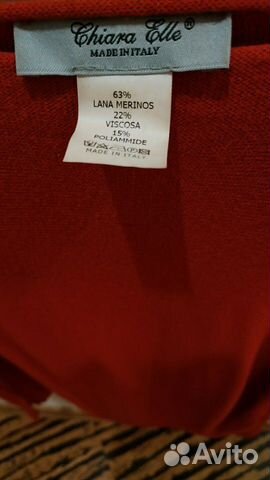 Chiara Elle®
MADE IN ITALY
63%
LANA MERINOS
22%
VISCOSA
15%
POLIAMMIDE
MADE IN ITALY
Avito